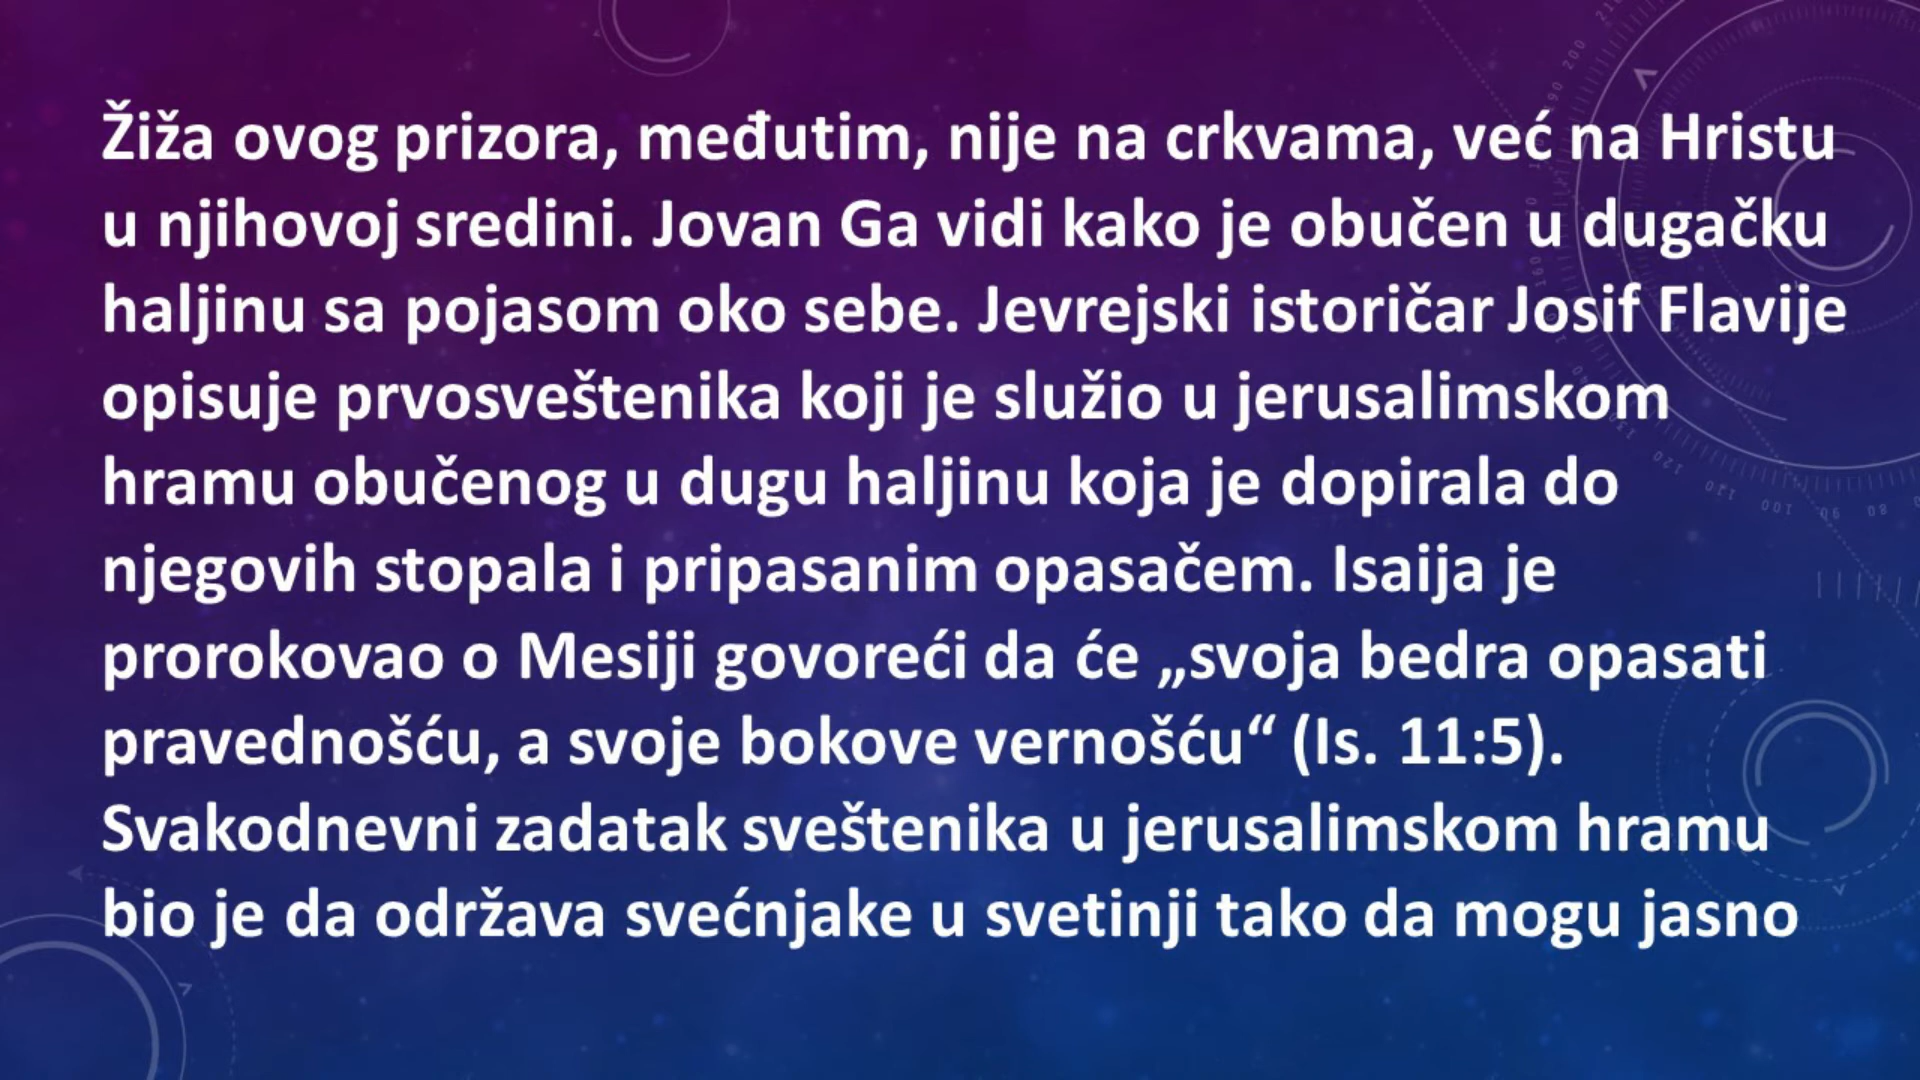 Žiža ovog prizora, međutim, nije na crkvama, već na Hristu
u njihovoj sredini. Jovan Ga vidi kako je obučen u dugačku
haljinu sa pojasom oko sebe. Jevrejski istoričar Josif Flavije
opisuje prvosveštenika koji je služio u jerusalimskom
hramu obučenog u dugu haljinu koja je dopirala do
njegovih stopala i pripasanim opasačem. Isaija je
prorokovao o Mesiji govoreći da će „svoja bedra opasati
pravednošću, a svoje bokove vernošću“ (Is. 11:5).
Svakodnevni zadatak sveštenika u jerusalimskom hramu
bio je da održava svećnjake u svetinji tako da mogu jasno